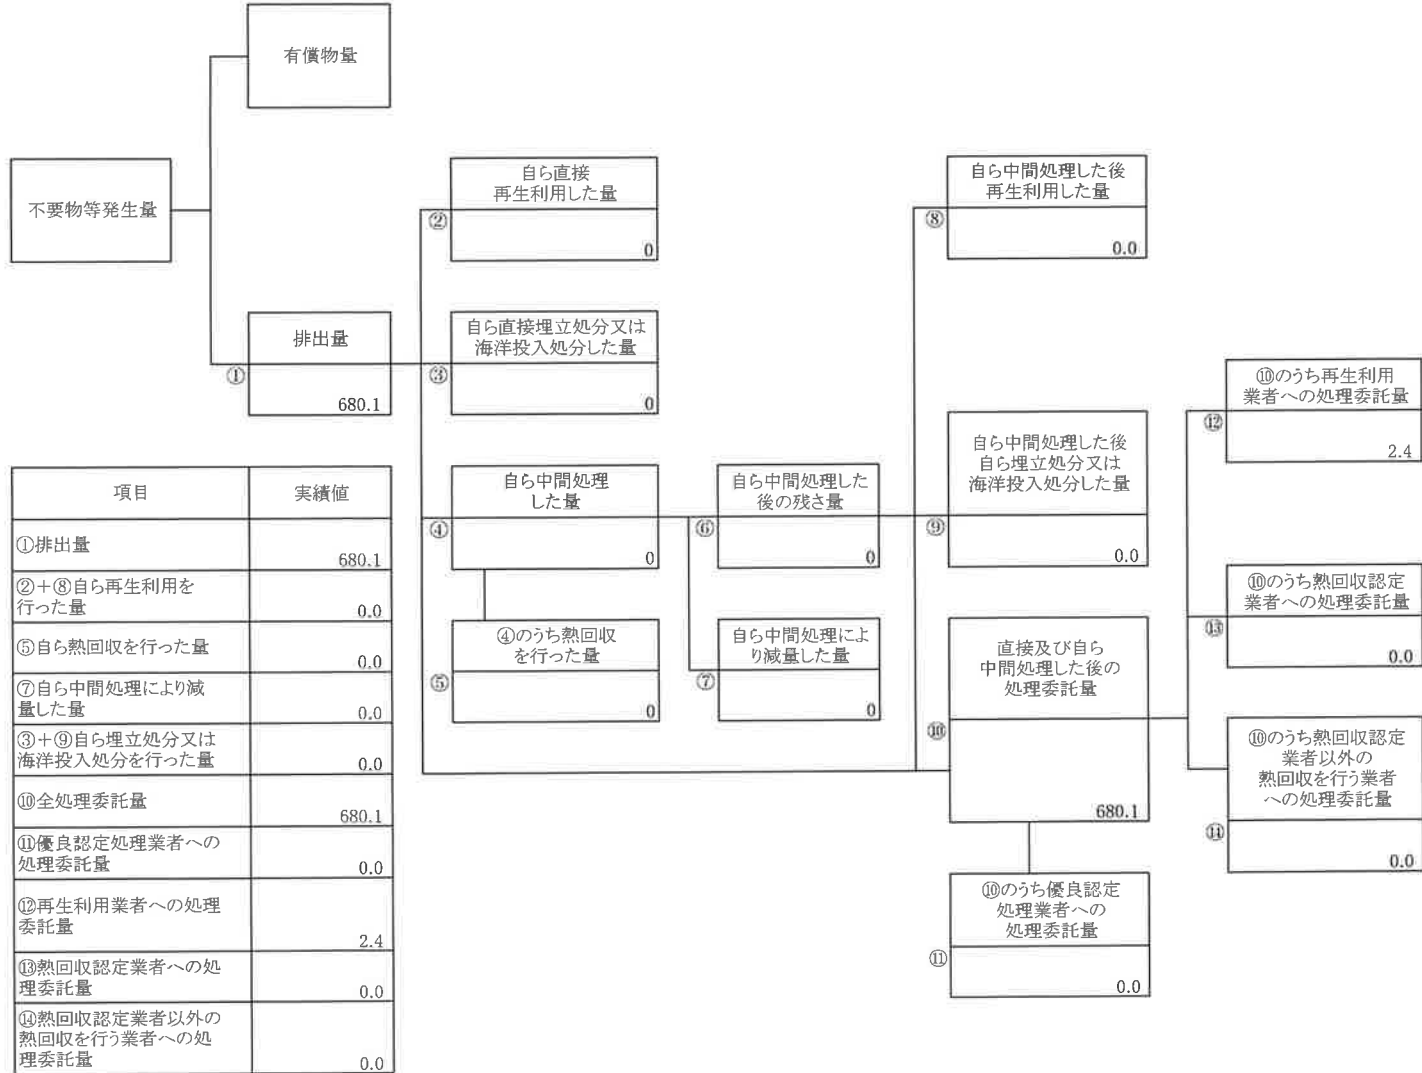 有償物量
不要物等発生量
排出量
①
680.1
自ら直接
再生利用した量
②
0
自ら直接埋立処分又は
海洋投入処分した量
③
0
自ら中間処理
した量
④
0
④のうち熱回収
を行った量
⑤
0
自ら中間処理した
後の残さ量
⑥
0
自ら中間処理によ
り減量した量
⑦
0
自ら中間処理した後
再生利用した量
⑧
0.0
自ら中間処理した後
自ら埋立処分又は
海洋投入処分した量
⑨
0.0
直接及び自ら
中間処理した後の
処理委託量
⑩
680.1
⑩のうち優良認定
処理業者への
処理委託量
⑪
0.0
⑩のうち再生利用
業者への処理委託量
⑫
2.4
⑩のうち熱回収認定
業者への処理委託量
⑬
0.0
⑩のうち熱回収認定
業者以外の
熱回収を行う業者
への処理委託量
⑭
0.0
項目 実績値
①排出量
680.1
②+⑧自ら再生利用を
行った量
0.0
⑤自ら熱回収を行った量
0.0
⑦自ら中間処理により減
量した量
0.0
③+⑨自ら埋立処分又は
海洋投入処分を行った量
0.0
⑩全処理委託量
680.1
⑪優良認定処理業者への
処理委託量
0.0
⑫再生利用業者への処理
委託量
2.4
⑬熱回収認定業者への処
理委託量
0.0
⑭熱回収認定業者以外の
熱回収を行う業者への処
理委託量
0.0